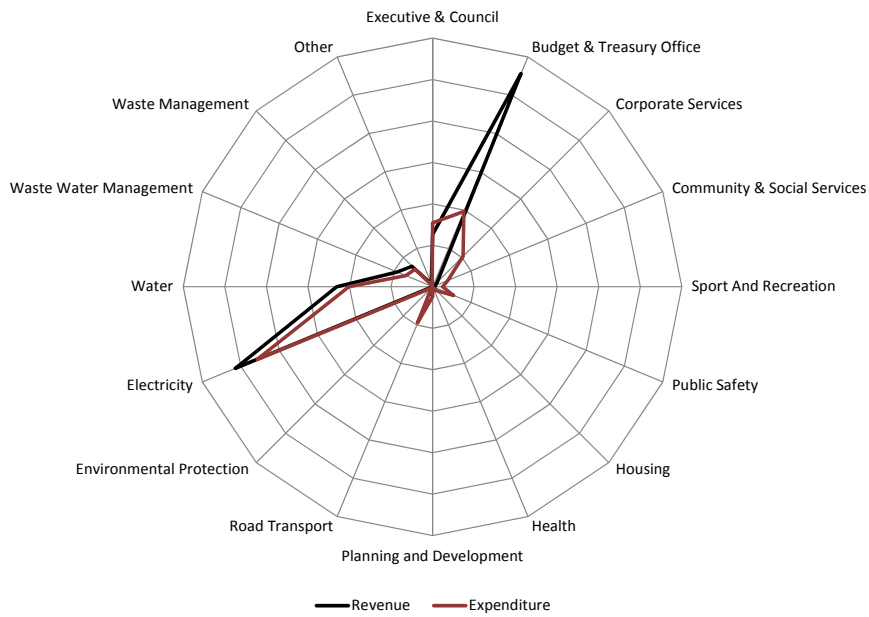 Executive & Council
Other
Budget & Treasury Office
Waste Management
Corporate Services
Waste Water Management
Community & Social Services
Water
Sport And Recreation
Electricity
Public Safety
Environmental Protection
Housing
Road Transport
Health
Planning and Development
Revenue
Expenditure